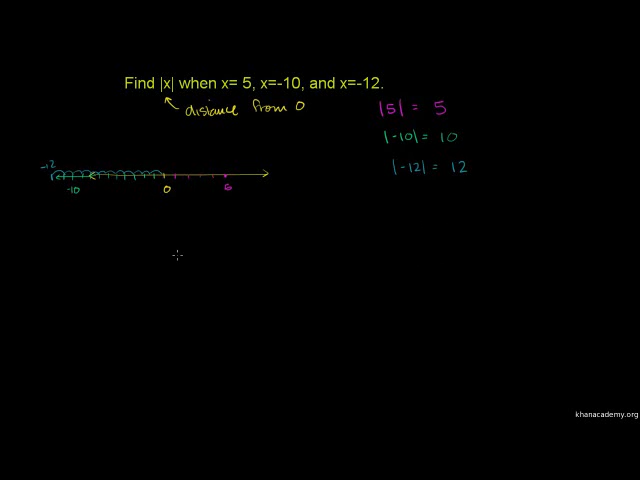 Find |x| when x= 5, x=-10, and x=-12.
distance from 0
|5| = 5
|-10| = 10
|-12| = 12
-12
-10 0 5
khanacademy.org